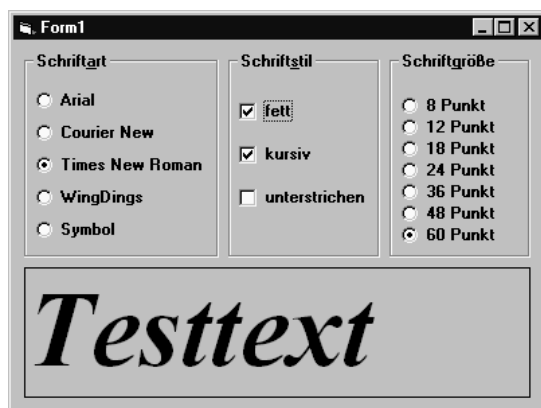 Form1
Schriftart
Arial
Courier New
Times New Roman
WingDings
Symbol
Schriftstil
fett
kursiv
unterstrichen
Schriftgröße
8 Punkt
12 Punkt
18 Punkt
24 Punkt
36 Punkt
48 Punkt
60 Punkt
Testtext